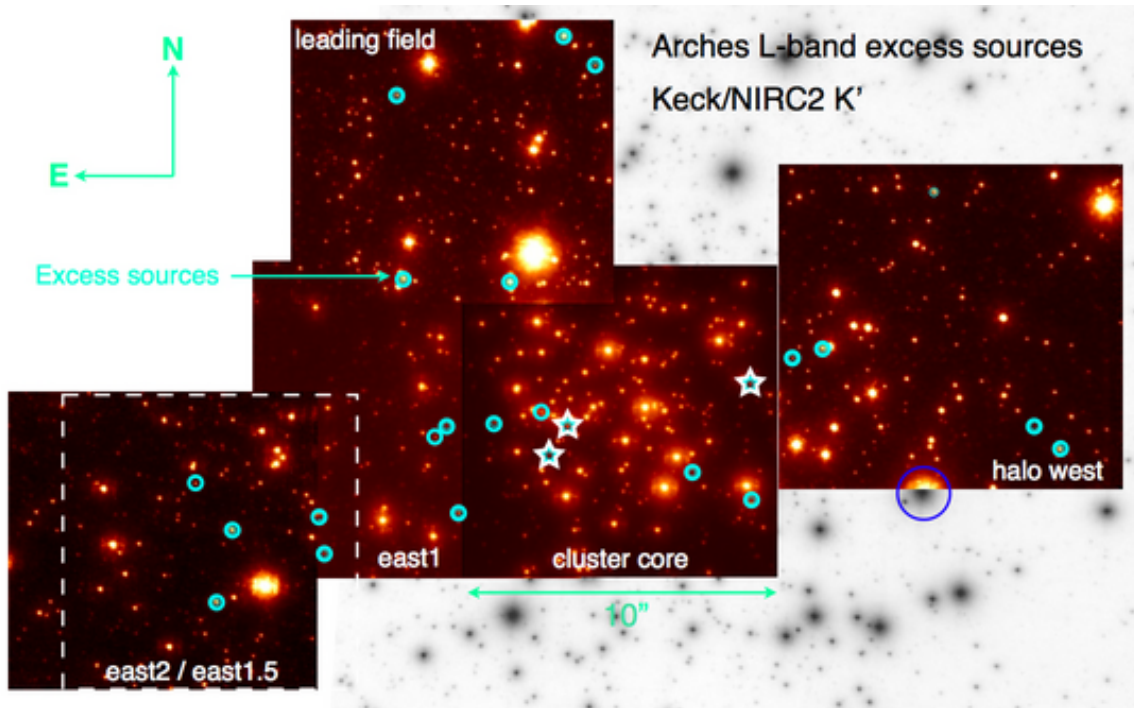 leading field
Arches L-band excess sources
Keck/NIRC2 K’
N
E
Excess sources
halo west
east1
cluster core
10”
east2 / east1.5